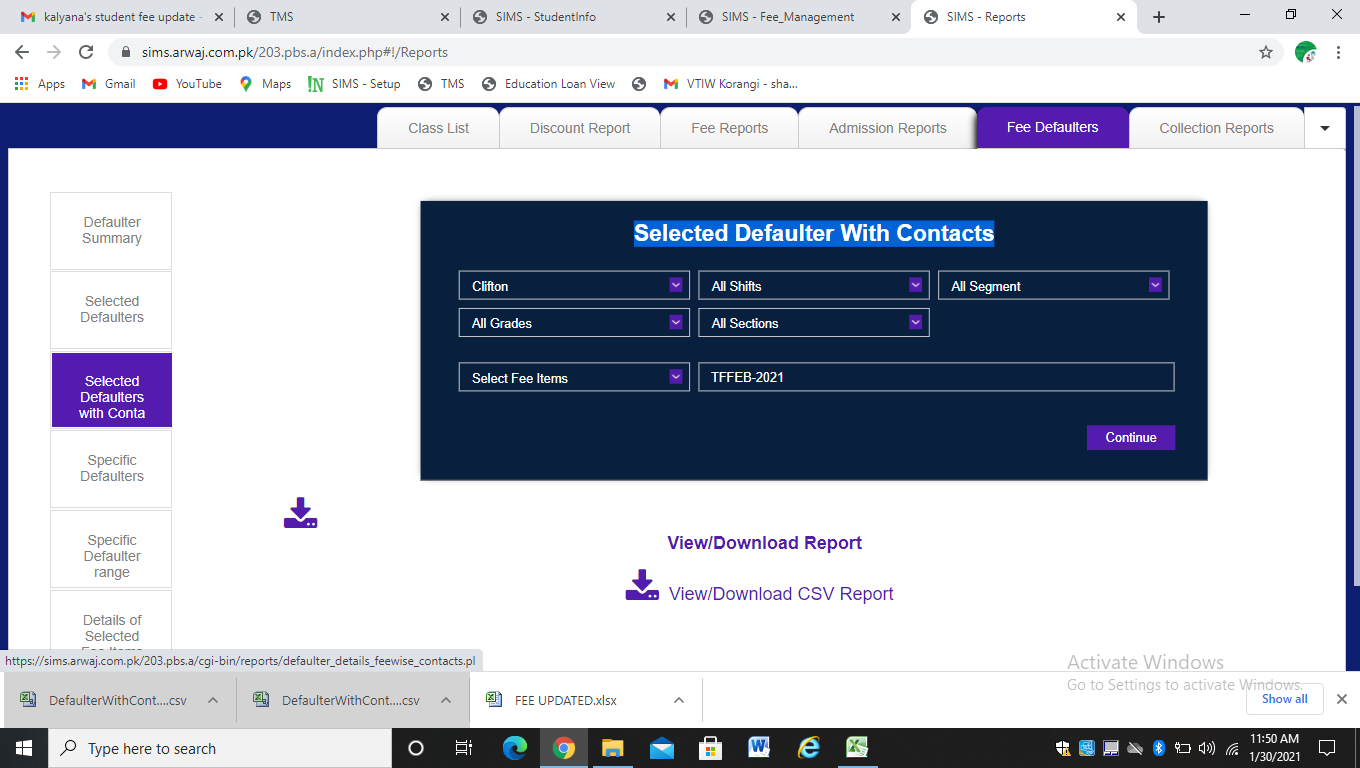 kalyana's student fee update -
TMS
SIMS - StudentInfo
SIMS - Fee_Management
SIMS - Reports
sims.arwaj.com.pk/203.pbs.a/index.php#!/Reports
Apps
Gmail
YouTube
Maps
SIMS - Setup
TMS
Education Loan View
VTIW Korangi - sha...
Class List
Discount Report
Fee Reports
Admission Reports
Fee Defaulters
Collection Reports
Defaulter
Summary
Selected
Defaulters
Selected
Defaulters
with Conta
Specific
Defaulters
Specific
Defaulter
range
Details of
Selected
Fee Items
Selected Defaulter With Contacts
Clifton
All Shifts
All Segment
All Grades
All Sections
Select Fee Items
TFFEB-2021
Continue
View/Download Report
View/Download CSV Report
https://sims.arwaj.com.pk/203.pbs.a/cgi-bin/reports/defaulter_details_feewise_contacts.pl
Activate Windows
Go to Settings to activate Windows.
DefaulterWithCont....csv
DefaulterWithCont....csv
FEE UPDATED.xlsx
Show all
Type here to search
11:50 AM
1/30/2021